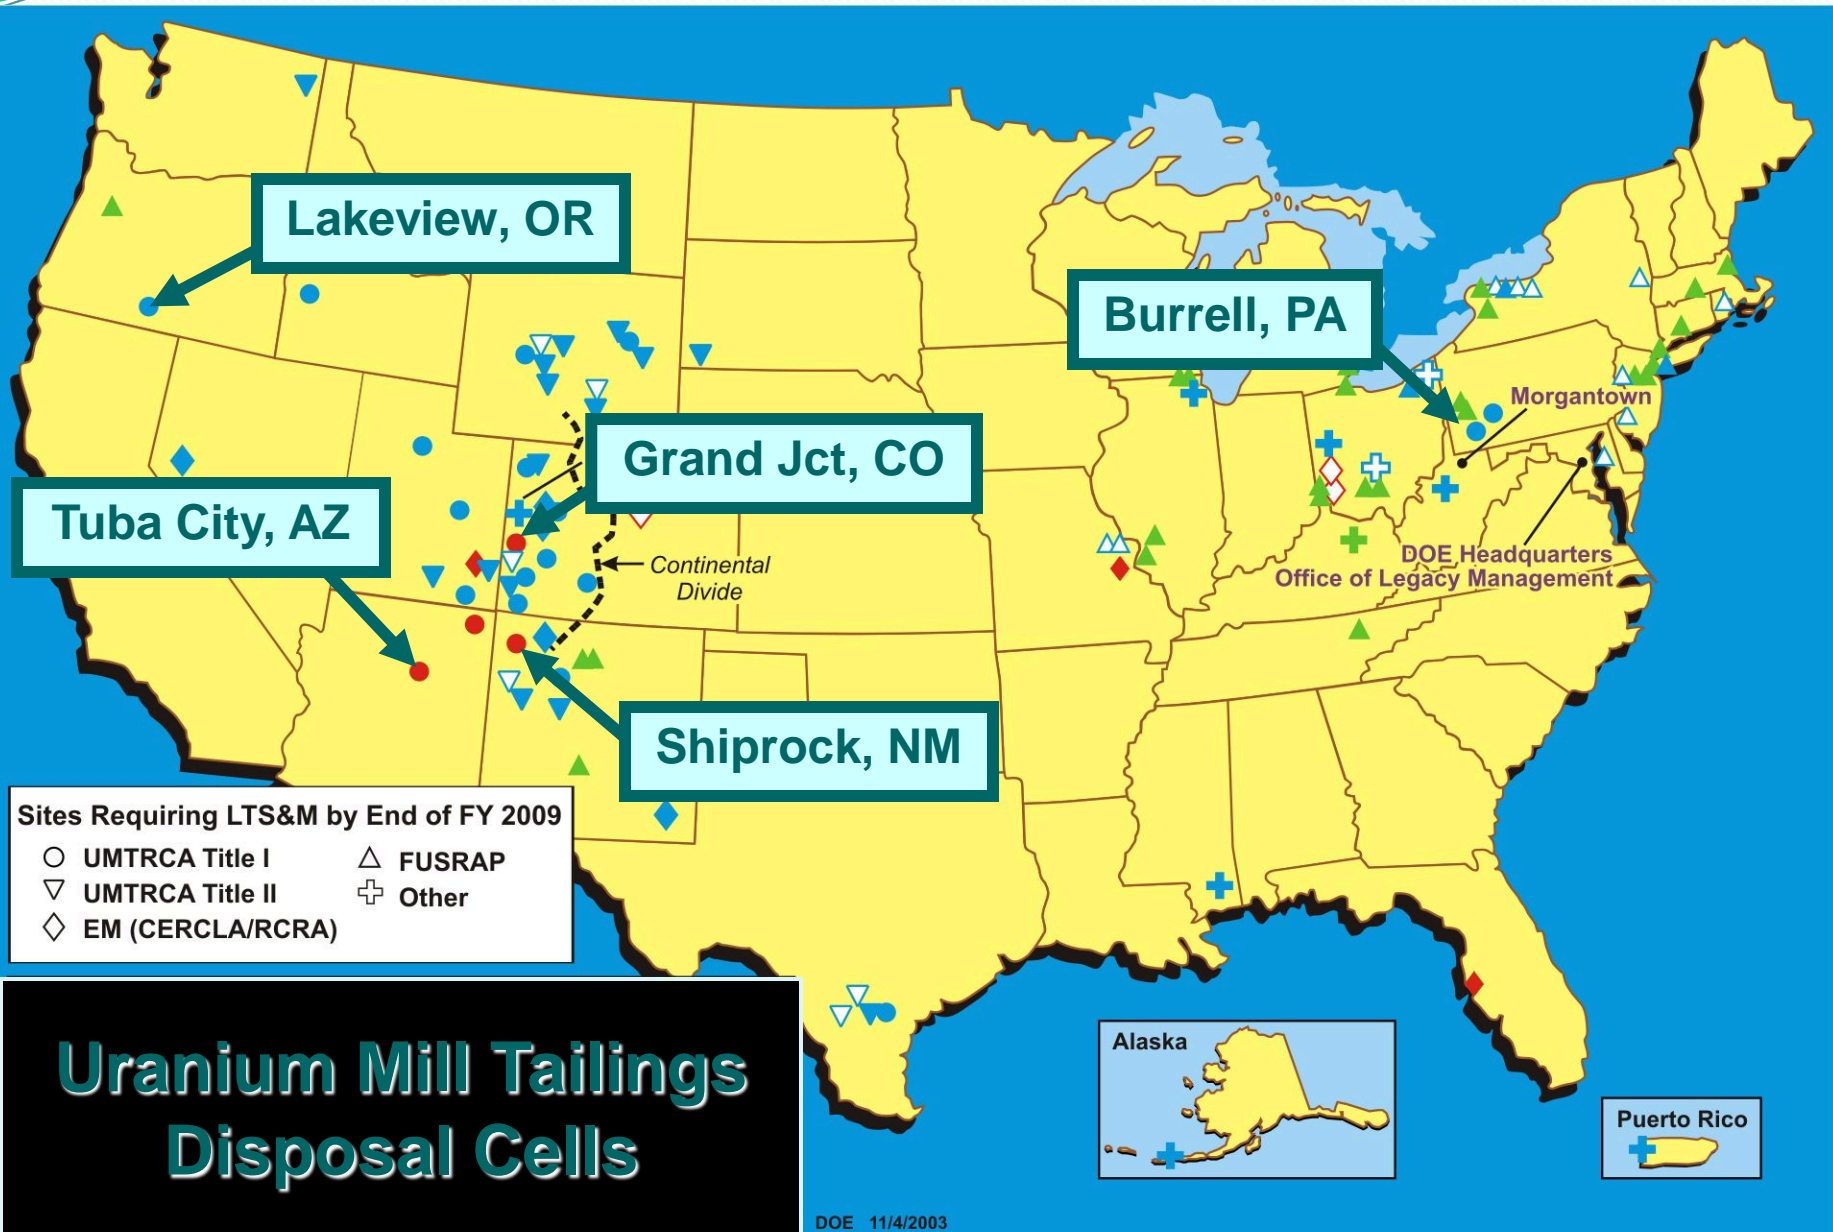 Lakeview, OR
Burrell, PA
Morgantown
Grand Jct, CO
Tuba City, AZ
Continental
Divide
DOE Headquarters
Office of Legacy Management
Shiprock, NM
Sites Requiring LTS&M by End of FY 2009
UMTRCA Title I
FUSRAP
UMTRCA Title II
Other
EM (CERCLA/RCRA)
Uranium Mill Tailings
Disposal Cells
Alaska
Puerto Rico
DOE 11/4/2003